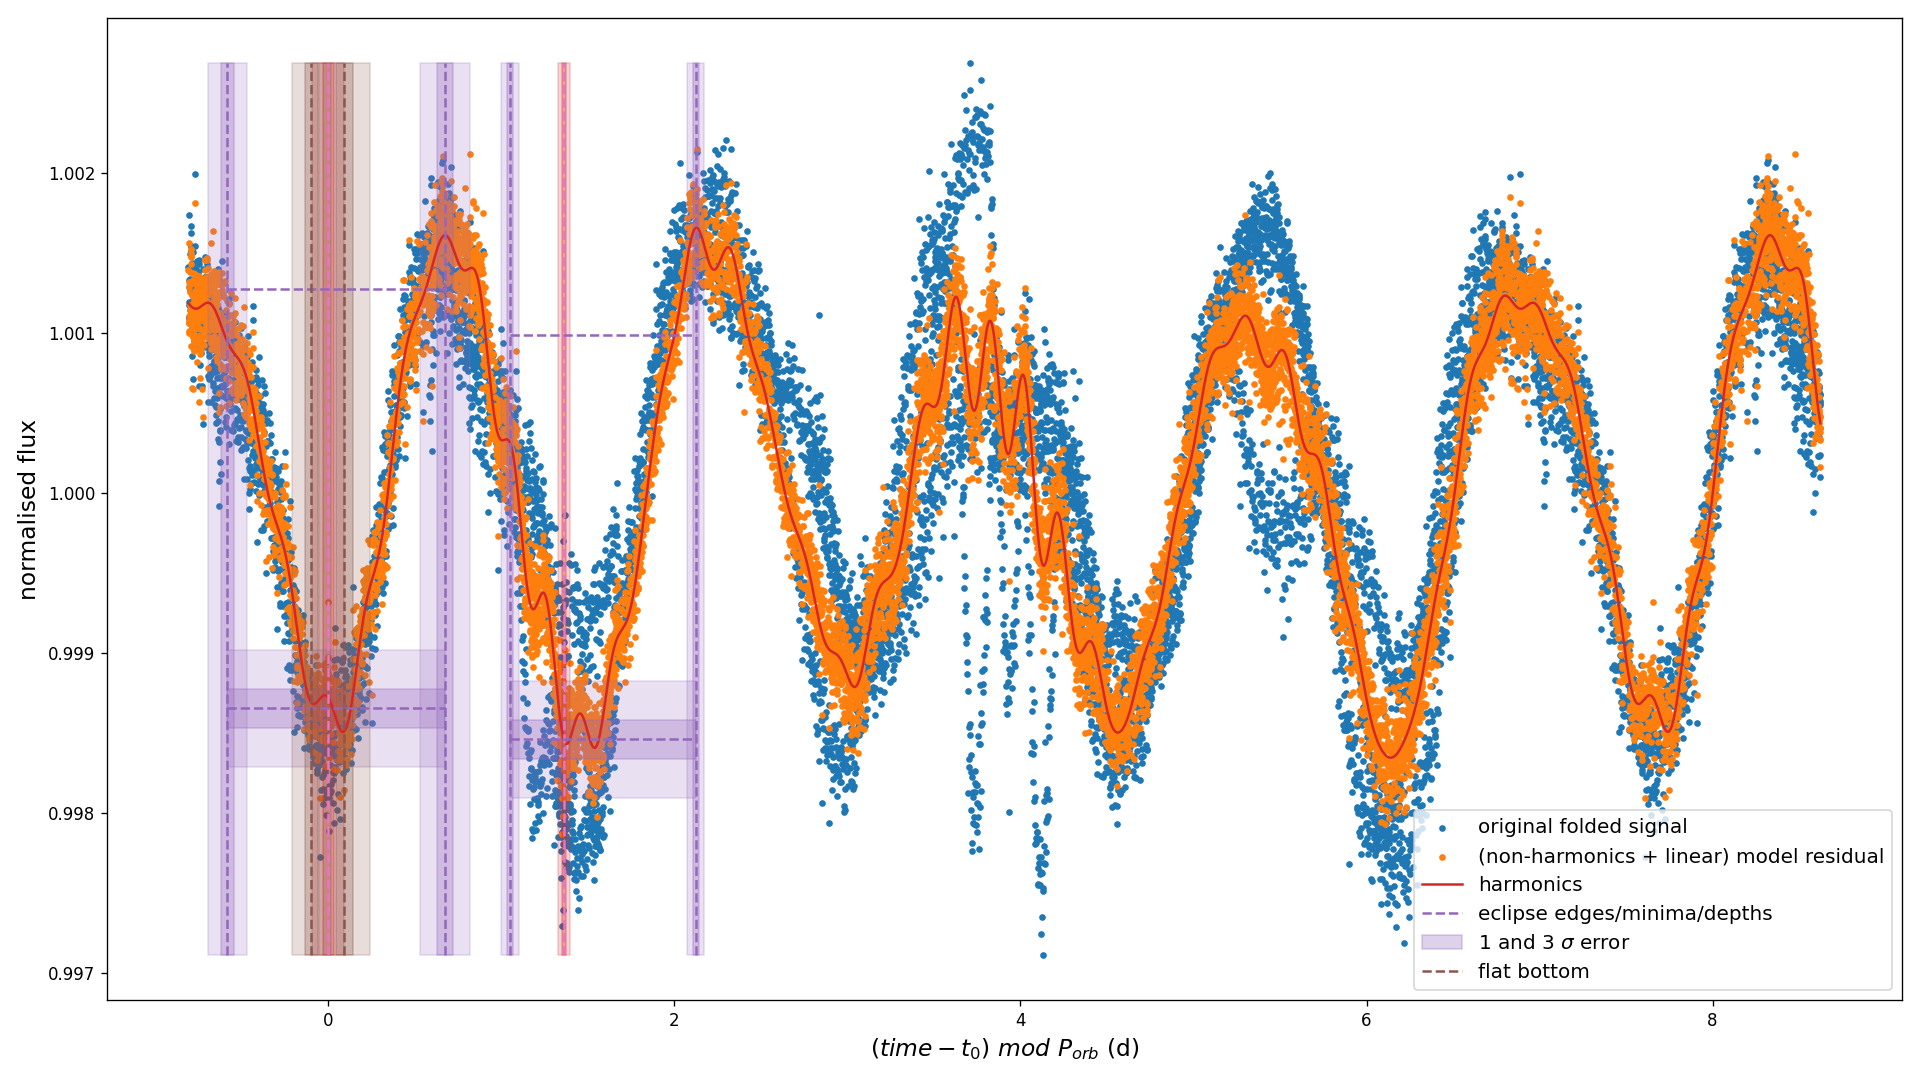 normalised flux
1.002
1.001
1.000
0.999
0.998
0.997
0
2
4
6
8
(time − t₀) mod Pₒᵣb (d)
original folded signal
(non-harmonics + linear) model residual
harmonics
eclipse edges/minima/depths
1 and 3 σ error
flat bottom